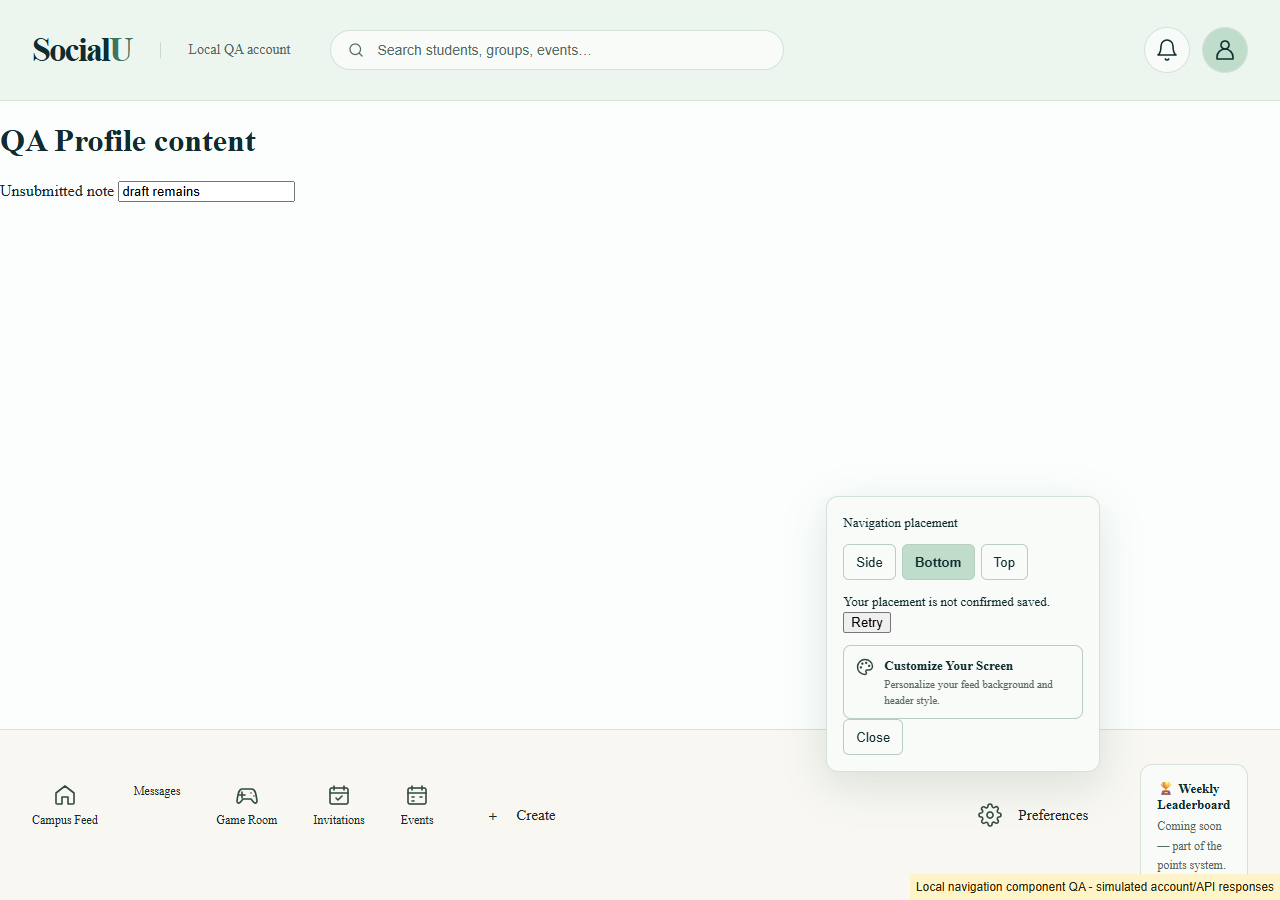 SocialU
Local QA account
Search students, groups, events…
QA Profile content
Unsubmitted note draft remains
Navigation placement
Side Bottom Top
Your placement is not confirmed saved.
Retry
Customize Your Screen
Personalize your feed background and
header style.
Close
Campus Feed
Messages
Game Room
Invitations
Events
+ Create
Preferences
Weekly
Leaderboard
Coming soon
— part of the
points system.
Local navigation component QA - simulated account/API responses